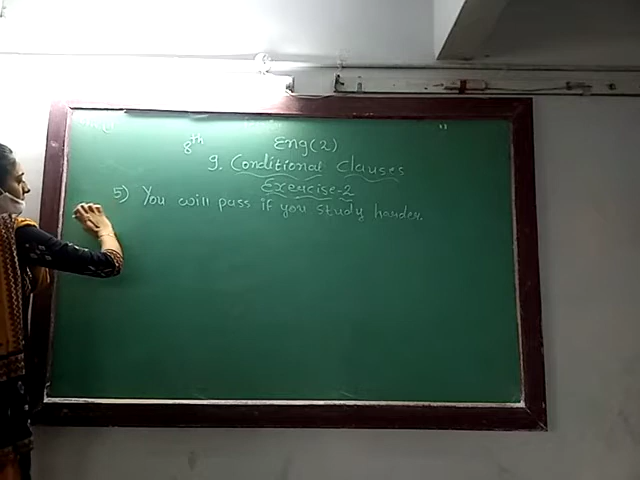 8th Eng(2)
9. Conditional Clauses
Exercise-2
5) You will pass if you study harder.